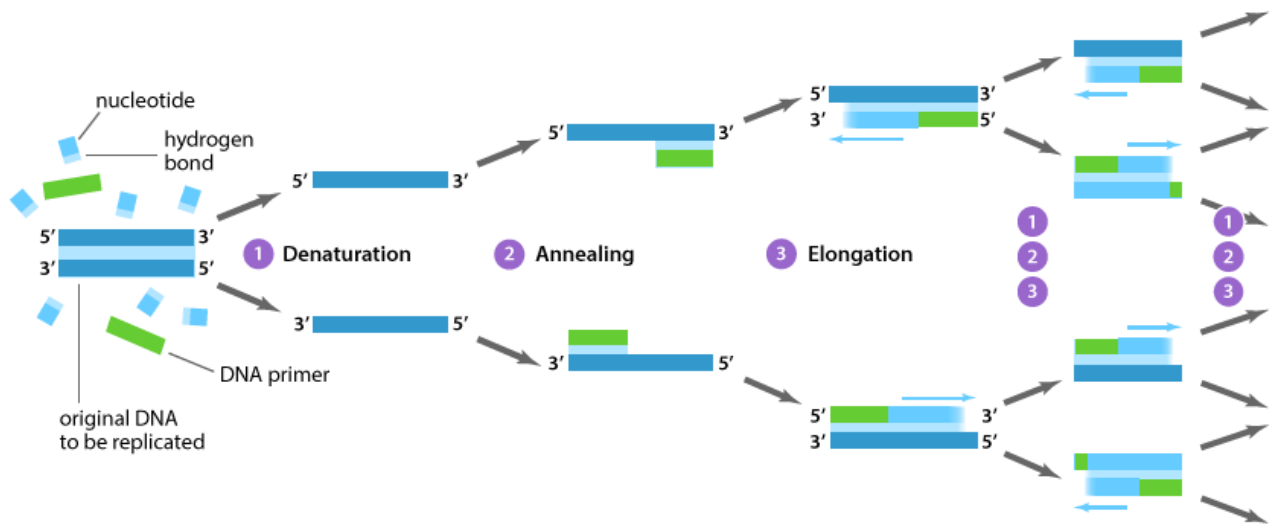 nucleotide
hydrogen
bond
5’ 3’
3’ 5’
original DNA
to be replicated
DNA primer
5’ 3’
1 Denaturation
3’ 5’
5’ 3’
2 Annealing
3’ 5’
5’ 3’
3’ 5’
3 Elongation
5’ 3’
3’ 5’
1
2
3
1
2
3